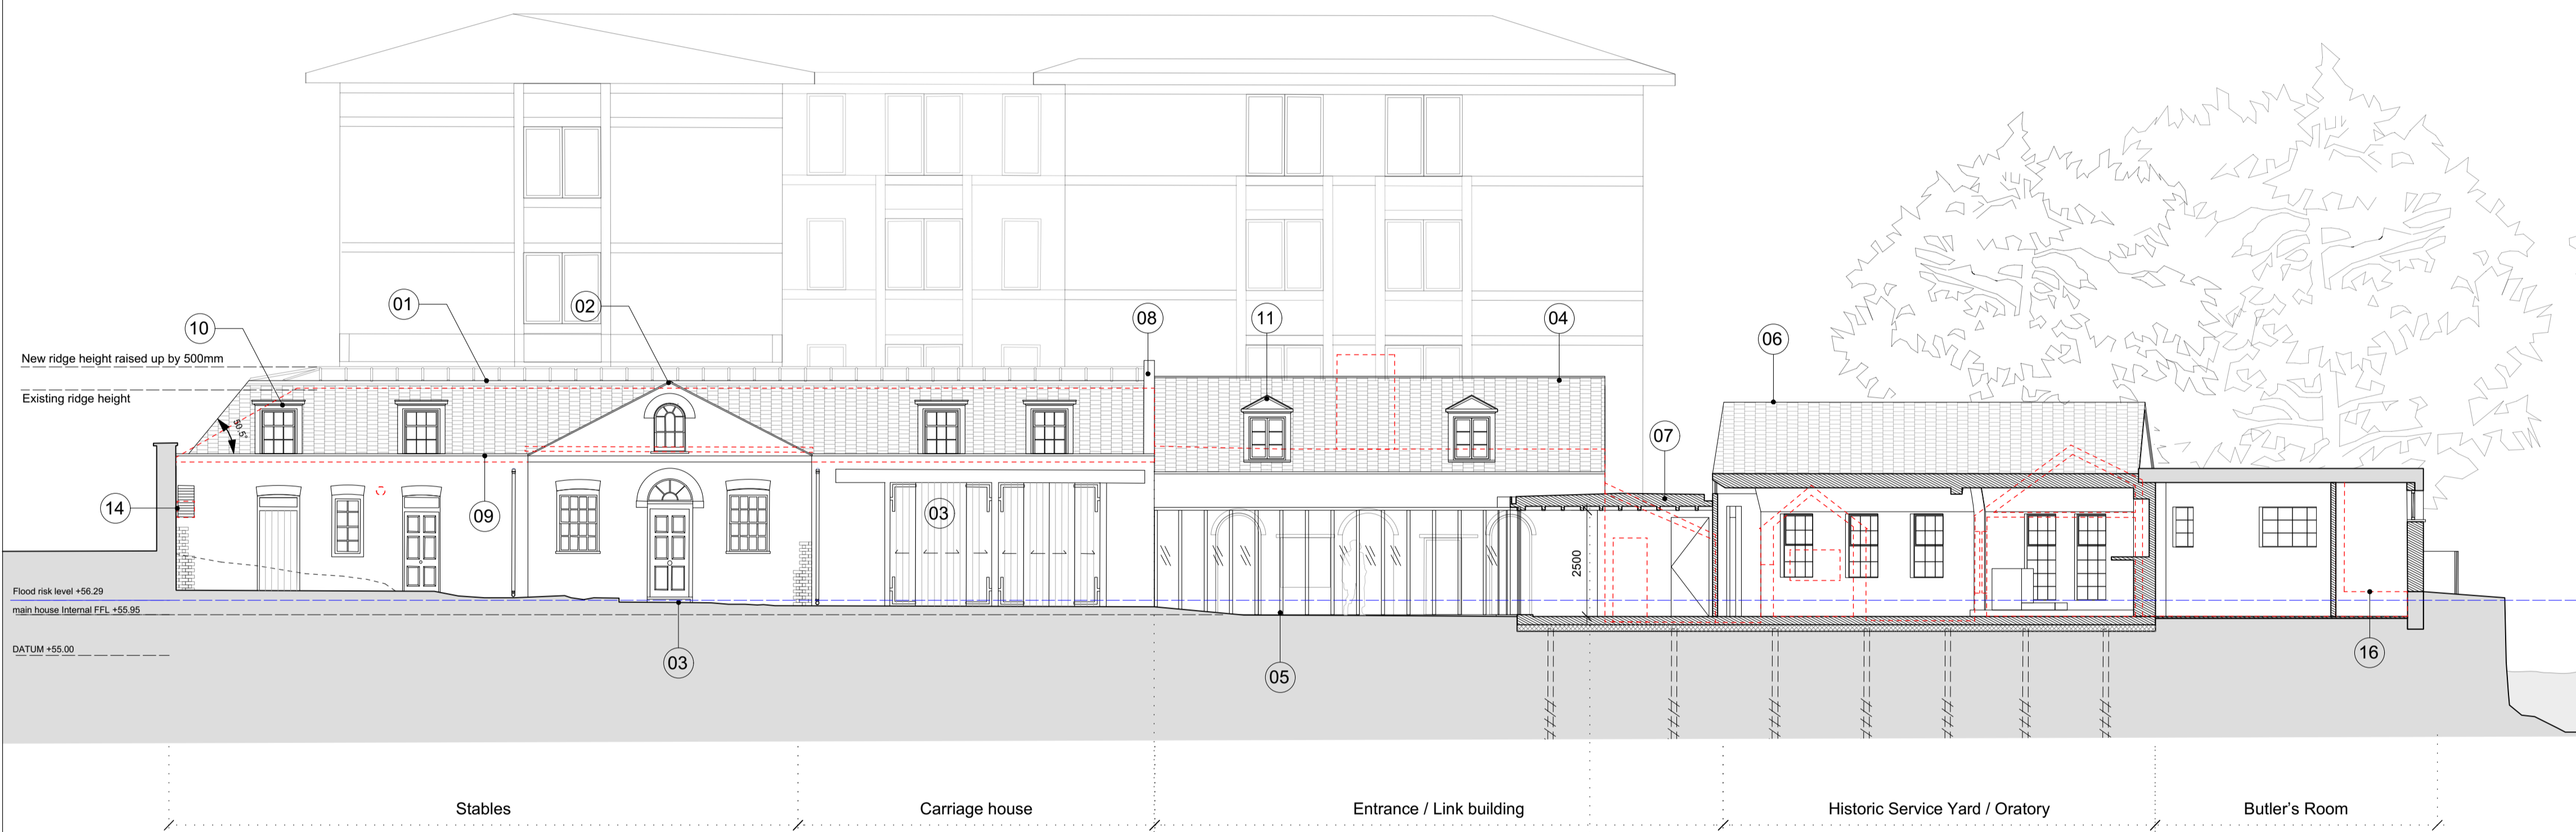 01
02
08
11
04
10
06
New ridge height raised up by 500mm
Existing ridge height
50.5°
07
14
09
03
2500
Flood risk level +56.29
main house Internal FFL +55.95
DATUM +55.00
03
05
16
Stables
Carriage house
Entrance / Link building
Historic Service Yard / Oratory
Butler's Room